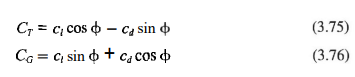 C_T = c_l cos ϕ − c_d sin ϕ (3.75)
C_G = c_l sin ϕ + c_d cos ϕ (3.76)